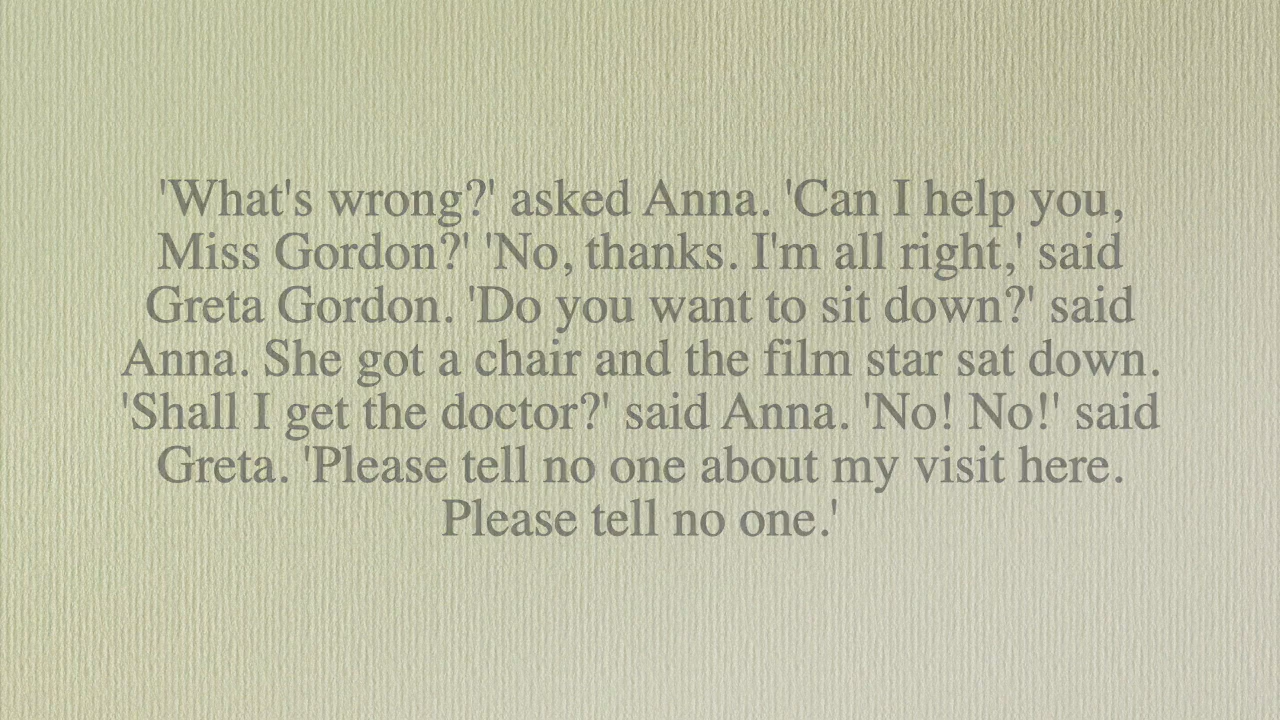 'What's wrong?' asked Anna. 'Can I help you,
Miss Gordon?' 'No, thanks. I'm all right,' said
Greta Gordon. 'Do you want to sit down?' said
Anna. She got a chair and the film star sat down.
'Shall I get the doctor?' said Anna. 'No! No!' said
Greta. 'Please tell no one about my visit here.
Please tell no one.'